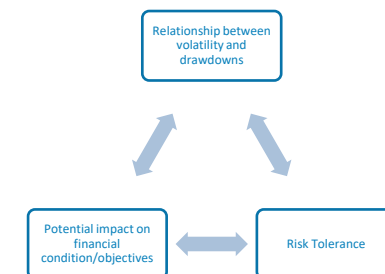 Relationship between
volatility and
drawdowns
Potential impact on
financial
condition/objectives
Risk Tolerance